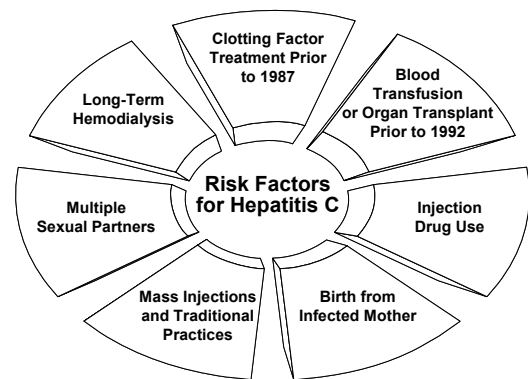 Clotting Factor
Treatment Prior
to 1987
Blood
Transfusion
or Organ Transplant
Prior to 1992
Injection
Drug Use
Birth from
Infected Mother
Mass Injections
and Traditional
Practices
Multiple
Sexual Partners
Long-Term
Hemodialysis
Risk Factors
for Hepatitis C